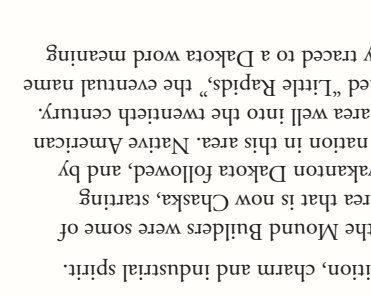 ition, charm and industrial spirit.
the Mound Builders were some of
rea that is now Chaska, starting
vakanton Dakota followed, and by
nation in this area. Native American
area well into the twentieth century.
ed “Little Rapids,” the eventual name
y traced to a Dakota word meaning